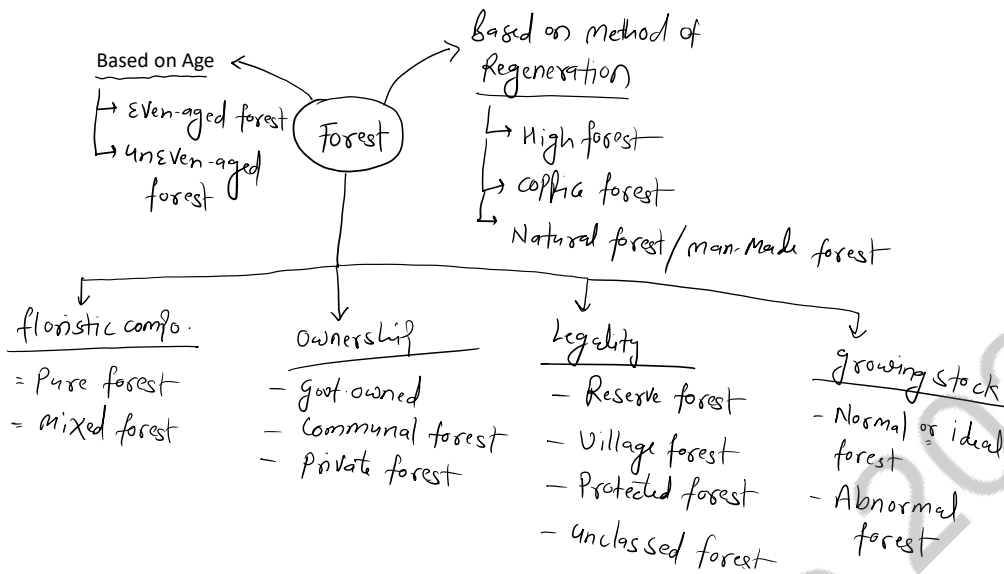 Based on Age
→ Even-aged forest
→ unEven-aged
forest
Forest
Based on method of
Regeneration
→ High forest
→ coppice forest
Natural forest/man-Made forest
floristic compo.
= Pure forest
= mixed forest
ownership
- govt.owned
- Communal forest
- Private forest
Legality
- Reserve forest
- Village forest
- Protected forest
- unclassed forest
growing stock
- Normal or ideal
forest
- Abnormal
forest